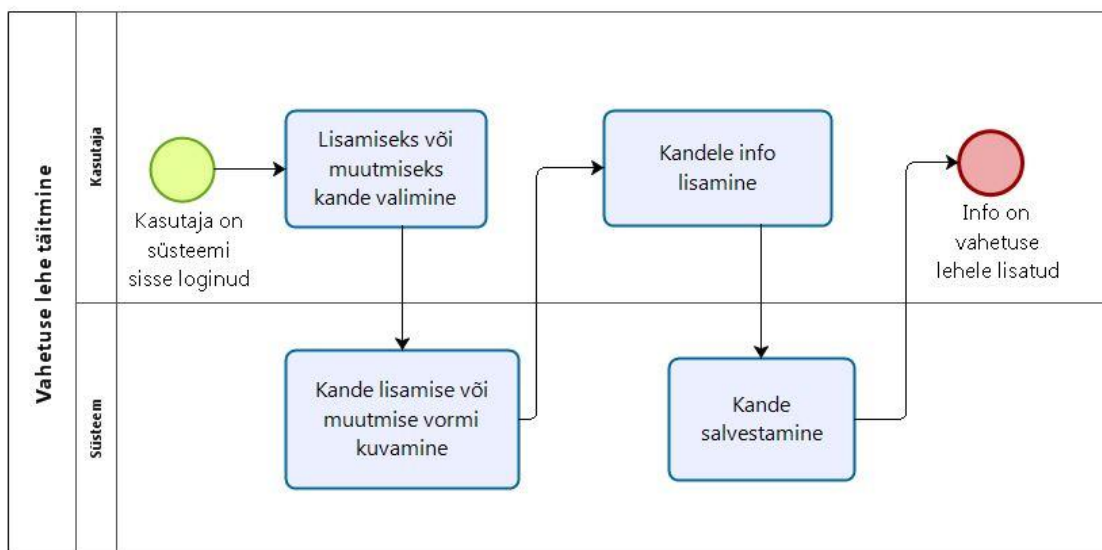 Vahetuse lehe täitmine
Kasutaja
Kasutaja on
süsteemi
sisse loginud
Lisamiseks või
muutmiseks
kande valimine
Kandele info
lisamine
Info on
vahetuse
lehele lisatud
Süsteem
Kande lisamise või
muutmise vormi
kuvamine
Kande
salvestamine